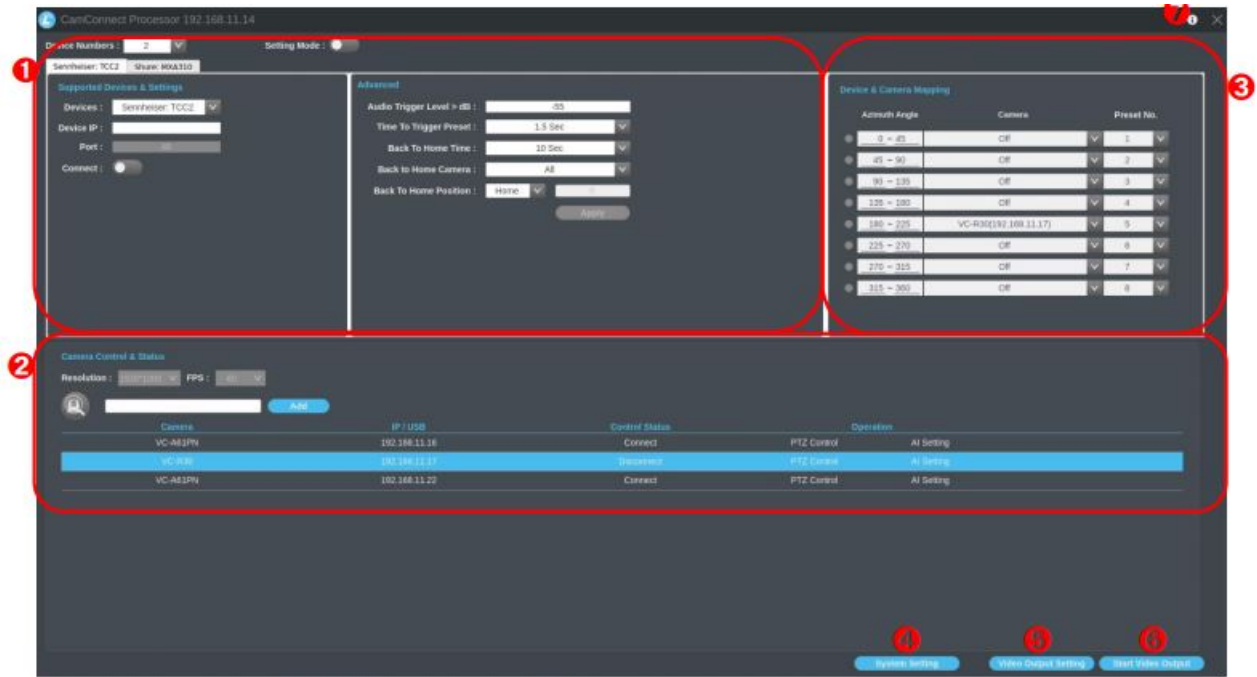 CamConnect Processor 192.168.11.14
7
Device Numbers : 2 Setting Mode :
1
Sennheiser: TCC2 Shure: MXA310
3
Supported Devices & Settings
Devices : Sennheiser: TCC2
Device IP :
Port :
Connect :
Advanced
Audio Trigger Level > dB : -55
Time To Trigger Preset : 1.5 Sec
Back To Home Time : 10 Sec
Back to Home Camera : All
Back To Home Position : Home
Apply
Device & Camera Mapping
Azimuth Angle Camera Preset No.
0 ~ 45 Off 1
45 ~ 90 Off 2
90 ~ 135 Off 3
135 ~ 180 Off 4
180 ~ 225 VC-R30(192.168.11.17) 5
225 ~ 270 Off 6
270 ~ 315 Off 7
315 ~ 360 Off 8
2
Camera Control & Status
Resolution : FPS : 60
Add
Camera IP / USB Control Status Operation
VC-A61PN 192.168.11.16 Connect PTZ Control AI Setting
VC-R30 192.168.11.17 Disconnect PTZ Control AI Setting
VC-A61PN 192.168.11.22 Connect PTZ Control AI Setting
4 5 6
System Setting Video Output Setting Start Video Output